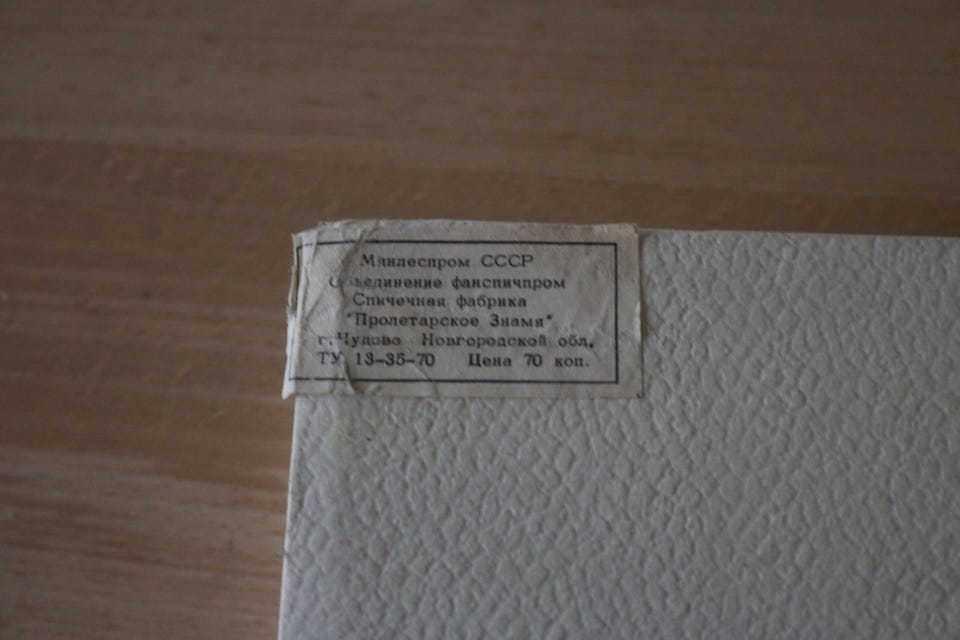 Минлеспром СССР
Объединение фанспичпром
Спичечная фабрика
"Пролетарское Знамя"
г.Чудово Новгородской обл.
ТУ 13-35-70 Цена 70 коп.